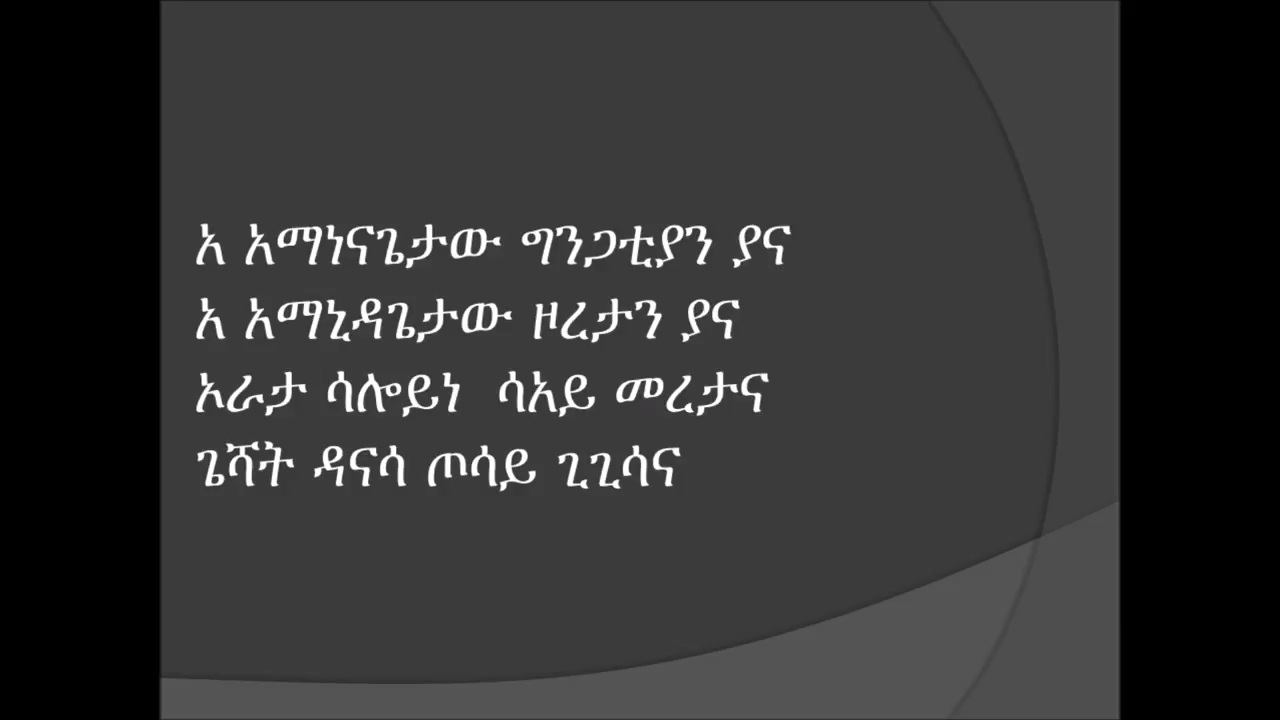 አ አማነናጌታው ግንጋቲያን ያና
አ አማኒዳጌታው ዞረታን ያና
ኦራታ ሳሎይነ ሳአይ መረታና
ጌሻት ዳናሳ ጦሳይ ጊጊሳና